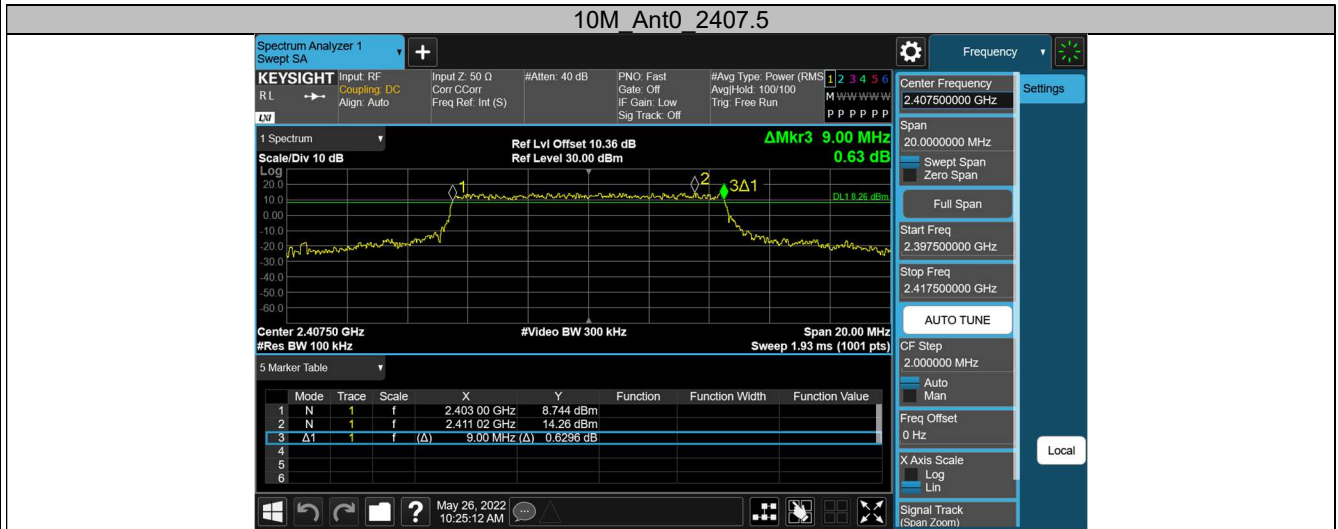 10M_Ant0_2407.5
Spectrum Analyzer 1
Swept SA
+
Frequency
KEYSIGHT
RL
LXI
Input: RF
Coupling: DC
Align: Auto
Input Z: 50 Ω
Corr CCorr
Freq Ref: Int (S)
#Atten: 40 dB
PNO: Fast
Gate: Off
IF Gain: Low
Sig Track: Off
#Avg Type: Power (RMS
Avg|Hold: 100/100
Trig: Free Run
1 2 3 4 5 6
M W W W W W
P P P P P P
Center Frequency
2.407500000 GHz
Settings
Span
20.0000000 MHz
Swept Span
Zero Span
Full Span
Start Freq
2.397500000 GHz
Stop Freq
2.417500000 GHz
AUTO TUNE
CF Step
2.000000 MHz
Auto
Man
Freq Offset
0 Hz
X Axis Scale
Log
Lin
Signal Track
(Span Zoom)
Local
1 Spectrum
Scale/Div 10 dB
Ref Lvl Offset 10.36 dB
Ref Level 30.00 dBm
ΔMkr3 9.00 MHz
0.63 dB
Log
20.0
10.0
0.00
-10.0
-20.0
-30.0
-40.0
-50.0
-60.0
1
2
3Δ1
DL1 8.26 dBm
Center 2.40750 GHz
#Res BW 100 kHz
#Video BW 300 kHz
Span 20.00 MHz
Sweep 1.93 ms (1001 pts)
5 Marker Table
Mode Trace Scale X Y Function Function Width Function Value
1 N 1 f 2.403 00 GHz 8.744 dBm
2 N 1 f 2.411 02 GHz 14.26 dBm
3 Δ1 1 f (Δ) 9.00 MHz (Δ) 0.6296 dB
4
5
6
?
May 26, 2022
10:25:12 AM